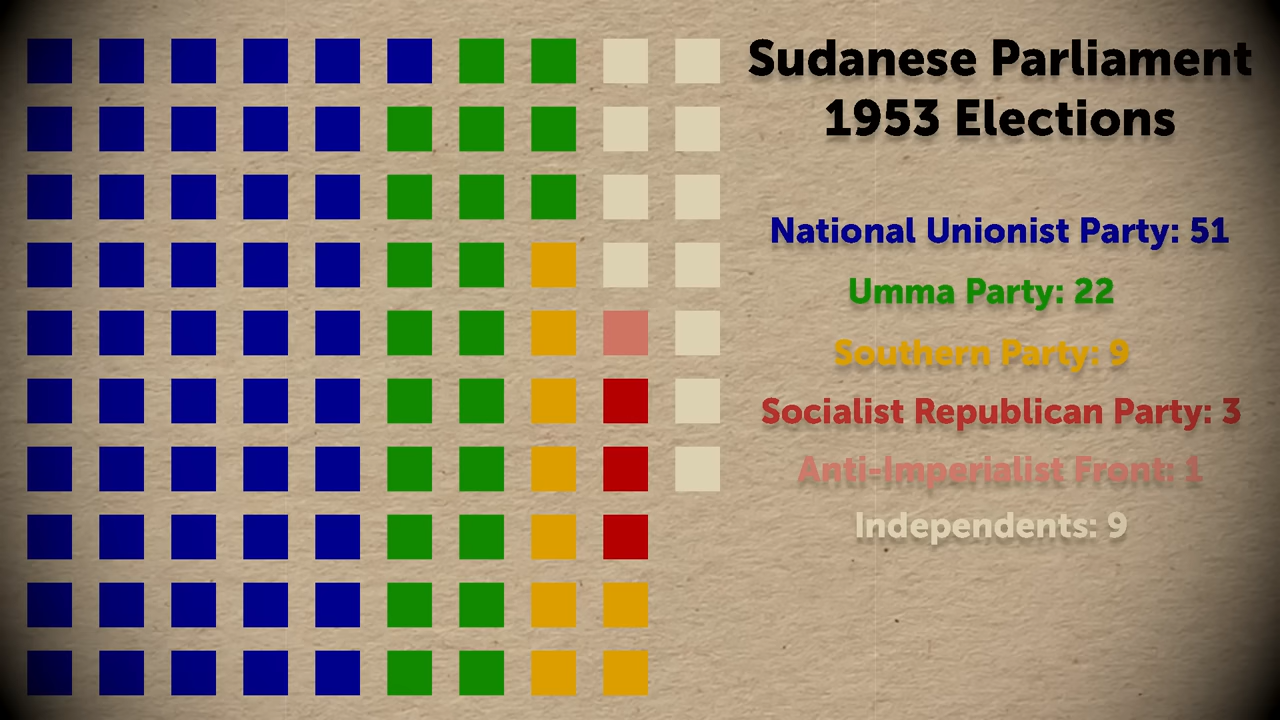 Sudanese Parliament
1953 Elections
National Unionist Party: 51
Umma Party: 22
Southern Party: 9
Socialist Republican Party: 3
Anti-Imperialist Front: 1
Independents: 9